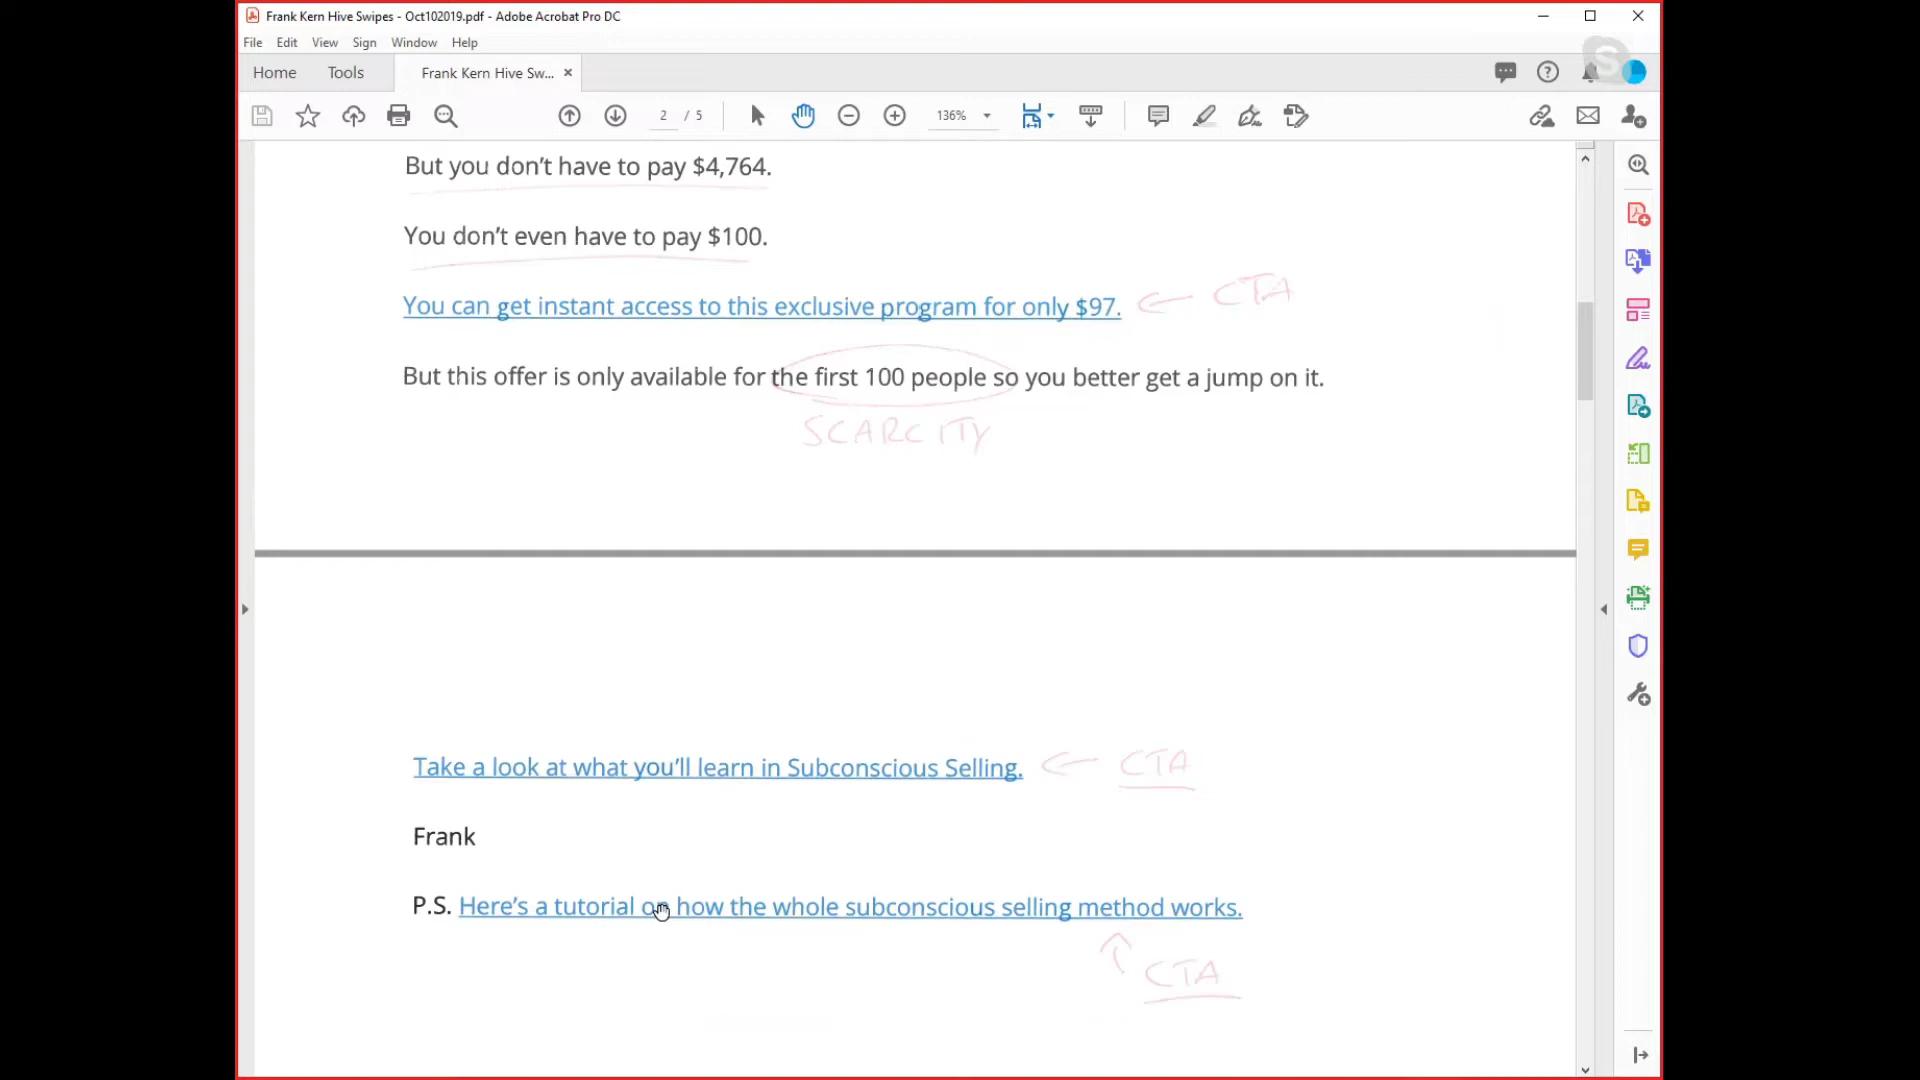 Frank Kern Hive Swipes - Oct102019.pdf - Adobe Acrobat Pro DC
File Edit View Sign Window Help
Home Tools Frank Kern Hive Sw... ×
2 / 5 136%
But you don't have to pay $4,764.
You don't even have to pay $100.
You can get instant access to this exclusive program for only $97. ← CTA
But this offer is only available for the first 100 people so you better get a jump on it.
SCARCITY
Take a look at what you'll learn in Subconscious Selling. ← CTA
Frank
P.S. Here's a tutorial on how the whole subconscious selling method works.
↑ CTA